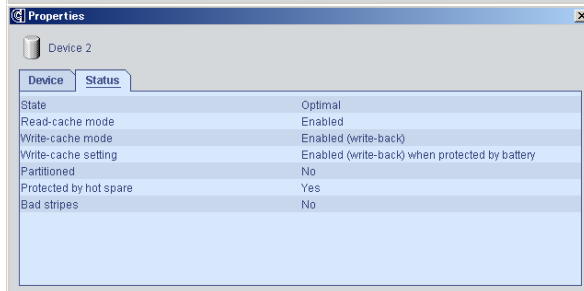 Properties
Device 2
Device Status
State Optimal
Read-cache mode Enabled
Write-cache mode Enabled (write-back)
Write-cache setting Enabled (write-back) when protected by battery
Partitioned No
Protected by hot spare Yes
Bad stripes No